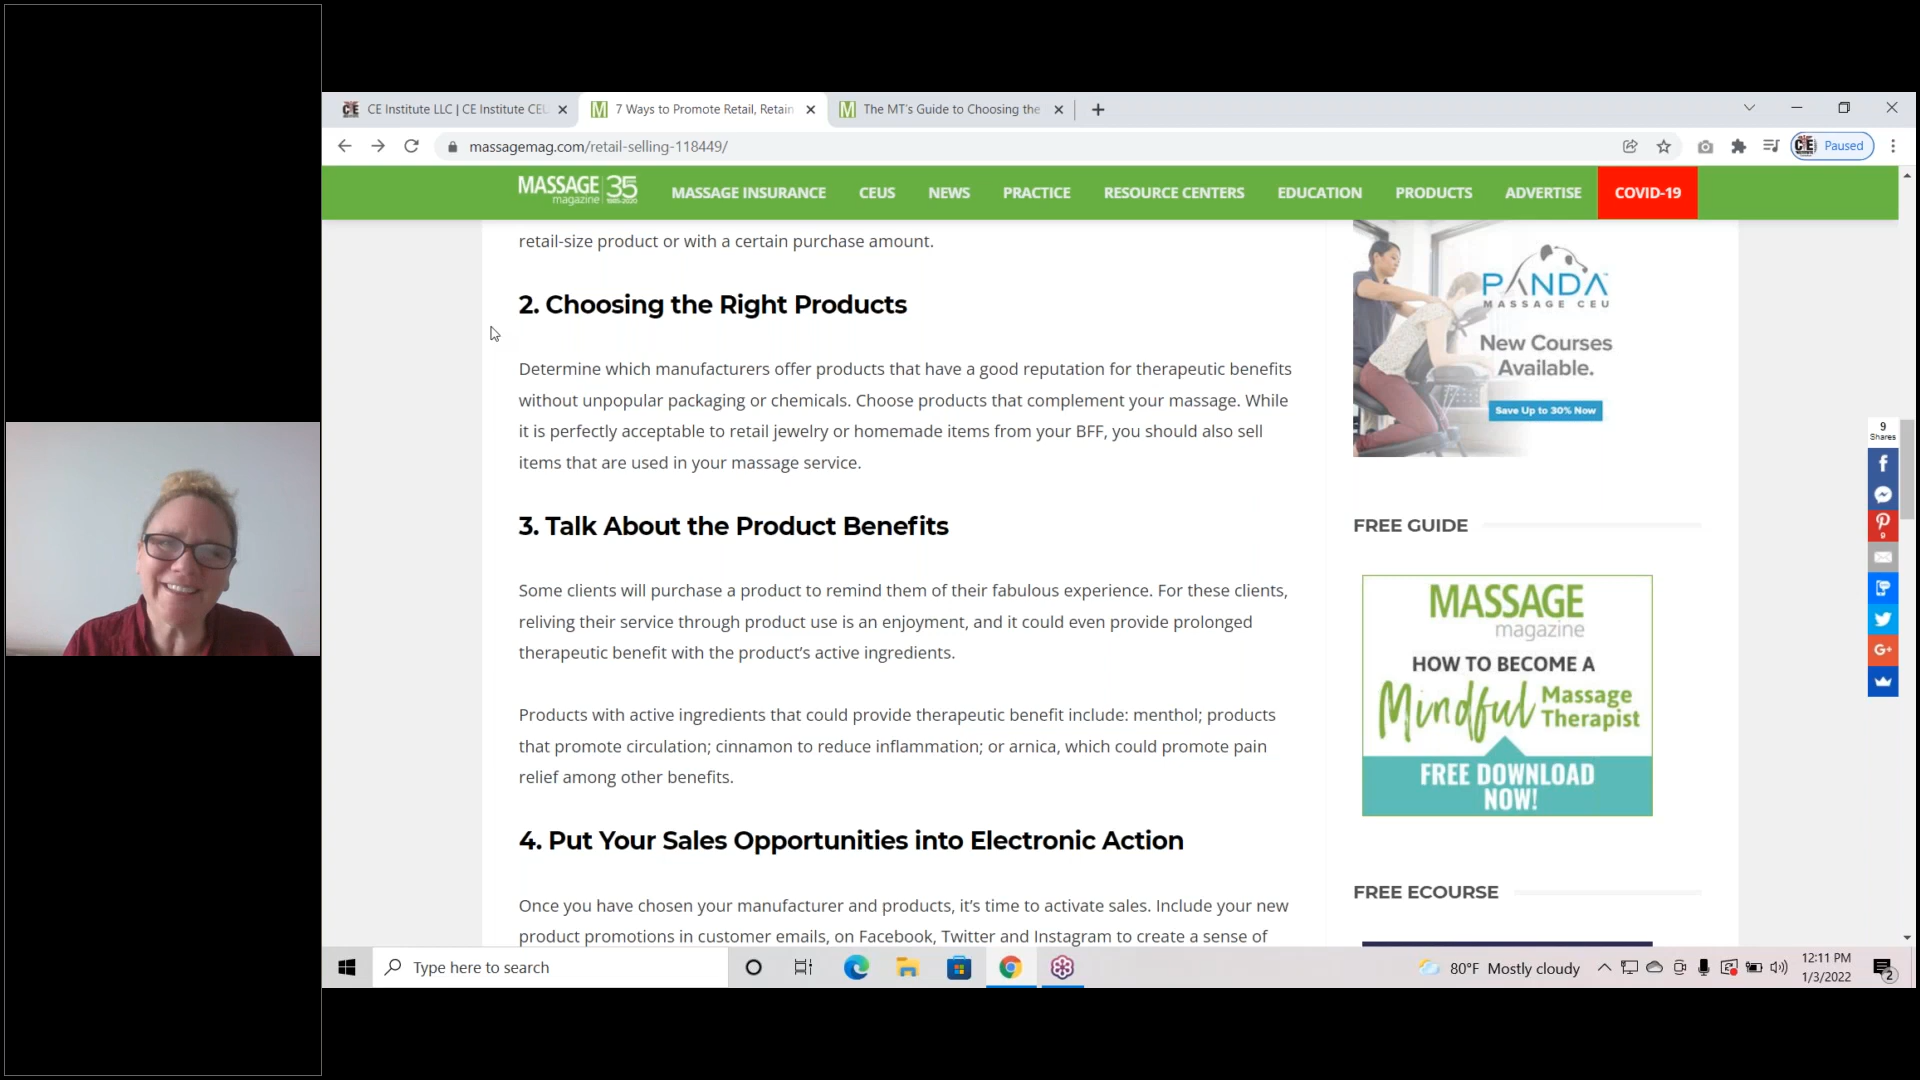 CE Institute LLC | CE Institute CEU
7 Ways to Promote Retail, Retain
The MT's Guide to Choosing the
massagemag.com/retail-selling-118449/
Paused
MASSAGE 35
magazine
MASSAGE INSURANCE
CEUS
NEWS
PRACTICE
RESOURCE CENTERS
EDUCATION
PRODUCTS
ADVERTISE
COVID-19
retail-size product or with a certain purchase amount.
2. Choosing the Right Products
Determine which manufacturers offer products that have a good reputation for therapeutic benefits
without unpopular packaging or chemicals. Choose products that complement your massage. While
it is perfectly acceptable to retail jewelry or homemade items from your BFF, you should also sell
items that are used in your massage service.
3. Talk About the Product Benefits
Some clients will purchase a product to remind them of their fabulous experience. For these clients,
reliving their service through product use is an enjoyment, and it could even provide prolonged
therapeutic benefit with the product's active ingredients.
Products with active ingredients that could provide therapeutic benefit include: menthol; products
that promote circulation; cinnamon to reduce inflammation; or arnica, which could promote pain
relief among other benefits.
4. Put Your Sales Opportunities into Electronic Action
Once you have chosen your manufacturer and products, it's time to activate sales. Include your new
product promotions in customer emails, on Facebook, Twitter and Instagram to create a sense of
PANDA
MASSAGE CEU
New Courses
Available.
Save Up to 30% Now
FREE GUIDE
MASSAGE
magazine
HOW TO BECOME A
Mindful Massage
Therapist
FREE DOWNLOAD
NOW!
FREE ECOURSE
9
Shares
9
Type here to search
80°F Mostly cloudy
12:11 PM
1/3/2022
2